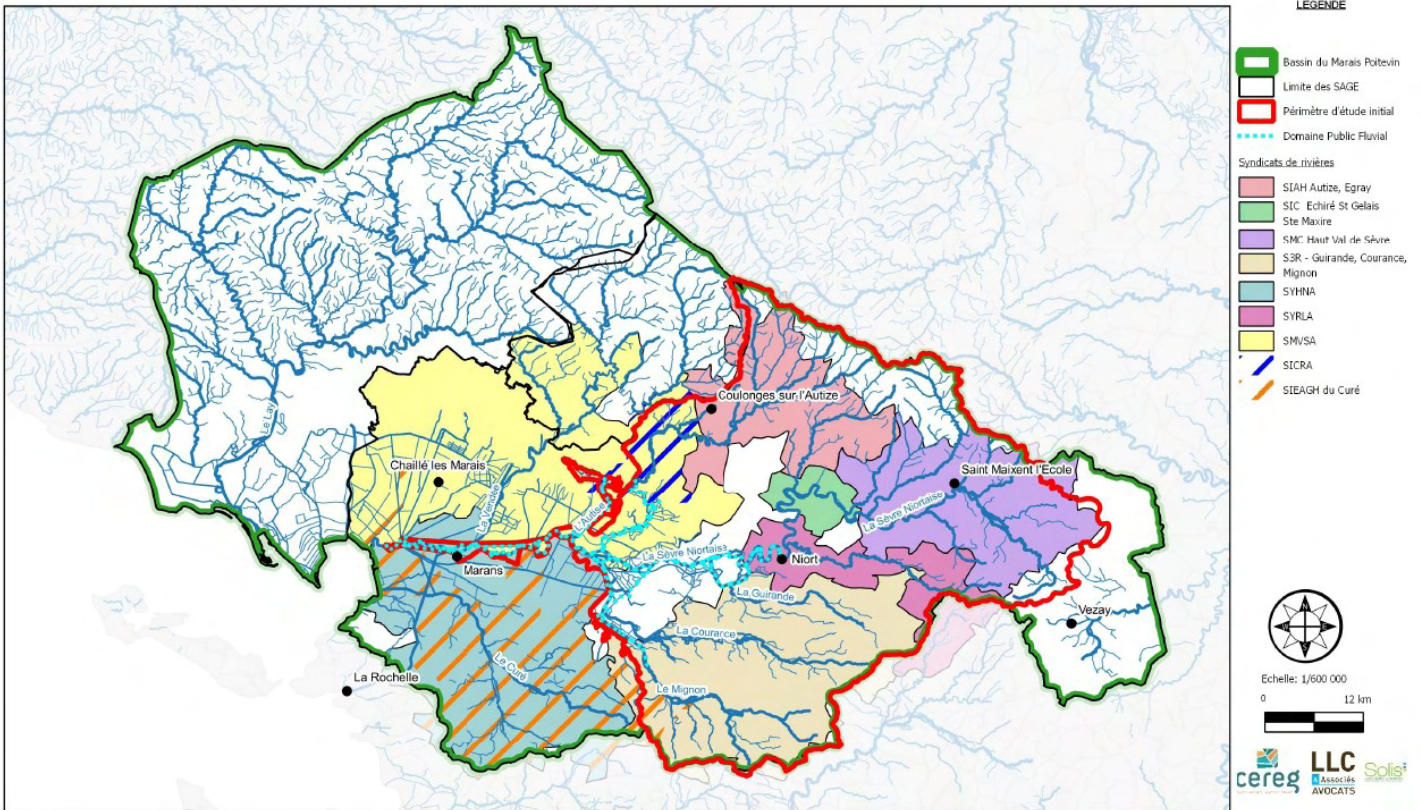 LEGENDE
Bassin du Marais Poitevin
Limite des SAGE
Périmètre d'étude initial
Domaine Public Fluvial
Syndicats de rivières
SIAH Autize, Egray
SIC Echiré St Gelais
Ste Maxire
SMC Haut Val de Sèvre
S3R - Guirande, Courance,
Mignon
SYHNA
SYRLA
SMVSA
SICRA
SIEAGH du Curé
Coulonges sur l'Autize
Le Lay
Chaillé les Marais
Saint Maixent l'Ecole
La Vendée
L'Autise
La Sèvre Niortaise
La Sèvre Niortaise
Marans
Niort
La Guirande
Vezay
La Courance
Le Curé
La Rochelle
Le Mignon
N
Echelle: 1/600 000
0 12 km
cereg
LLC
& Associés
AVOCATS
Solis